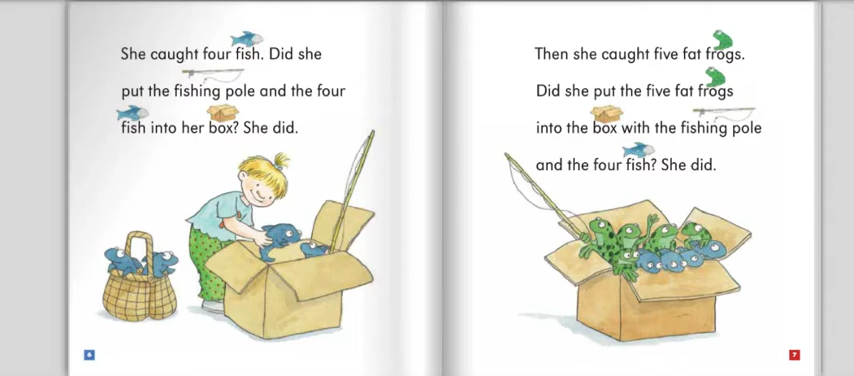 She caught four fish. Did she
put the fishing pole and the four
fish into her box? She did.
6
Then she caught five fat frogs.
Did she put the five fat frogs
into the box with the fishing pole
and the four fish? She did.
7